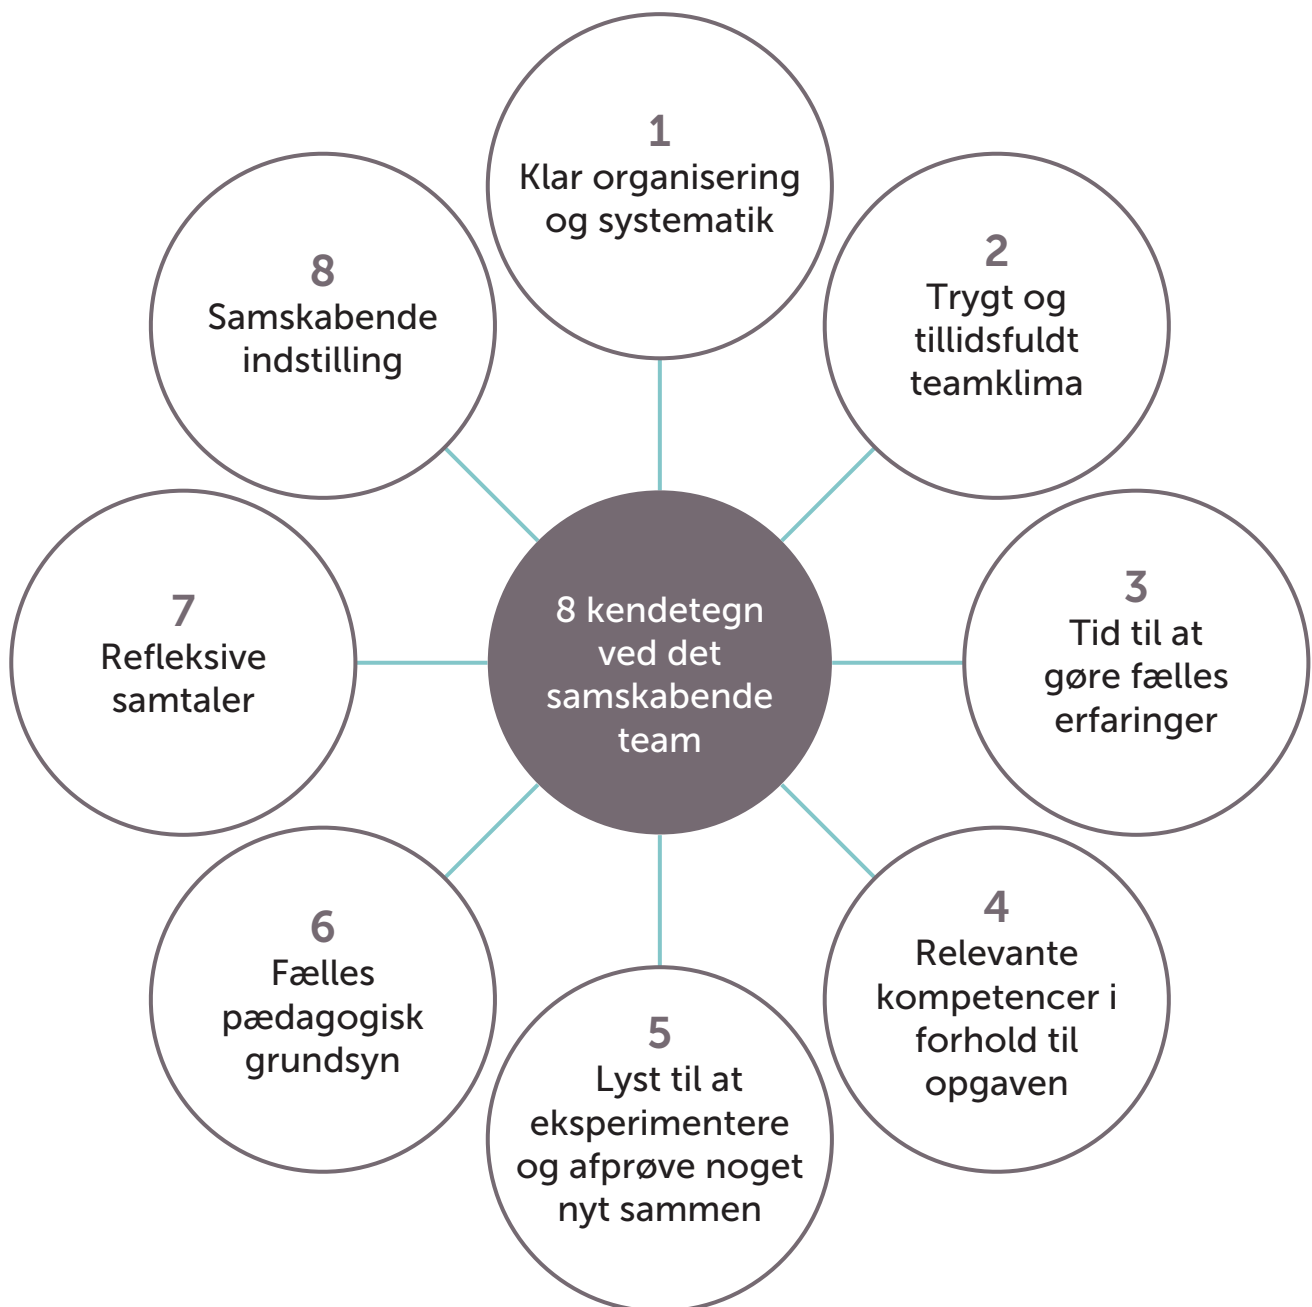 8 kendetegn
ved det
samskabende
team
1
Klar organisering
og systematik
2
Trygt og
tillidsfuldt
teamklima
3
Tid til at
gøre fælles
erfaringer
4
Relevante
kompetencer i
forhold til
opgaven
5
Lyst til at
eksperimentere
og afprøve noget
nyt sammen
6
Fælles
pædagogisk
grundsyn
7
Refleksive
samtaler
8
Samskabende
indstilling